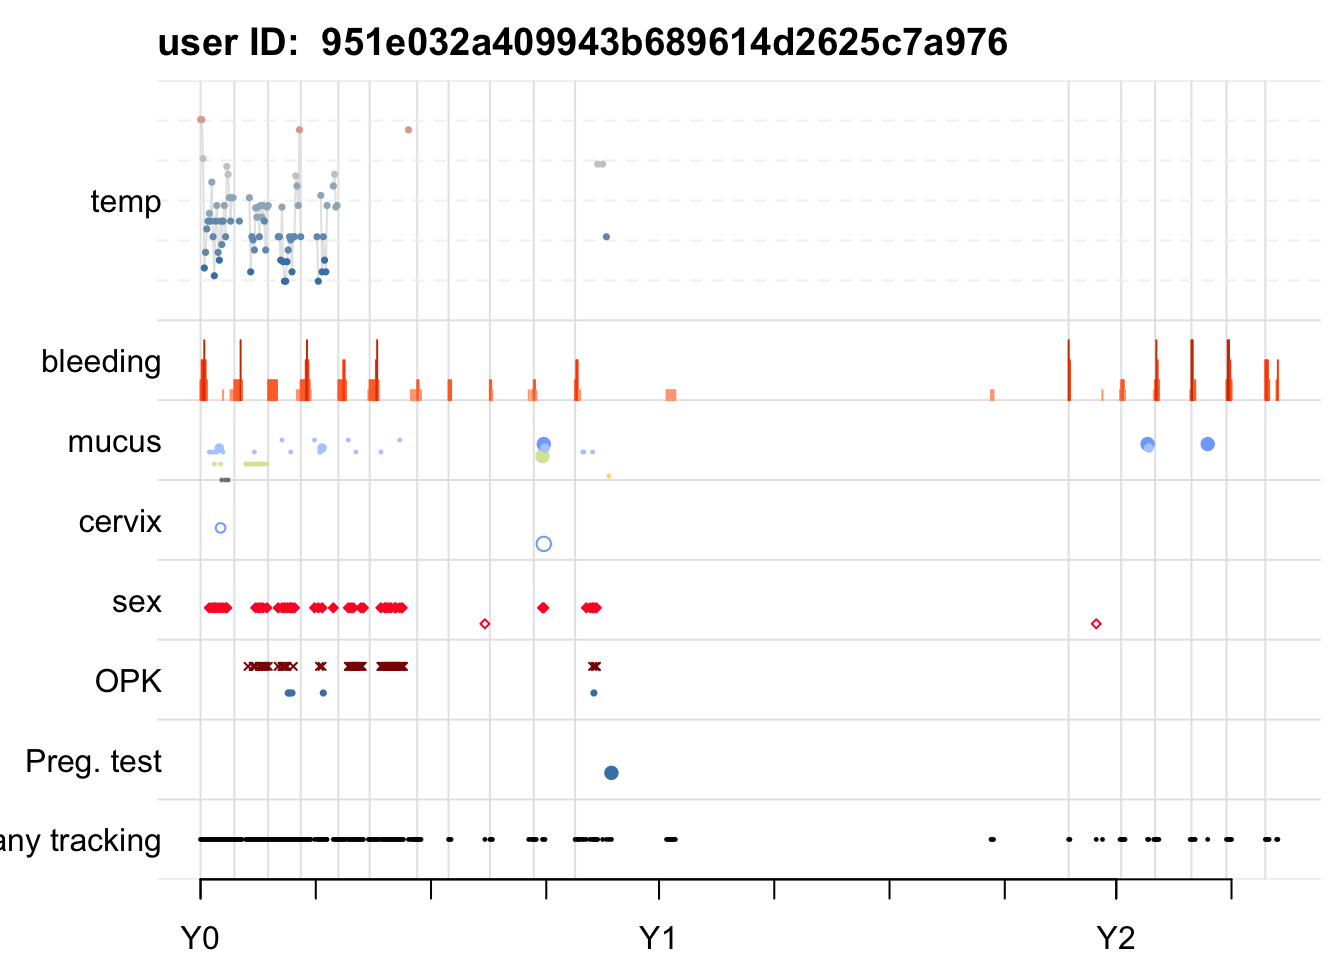 user ID:  951e032a409943b689614d2625c7a976
temp
bleeding
mucus
cervix
sex
OPK
Preg. test
any tracking
Y0 Y1 Y2